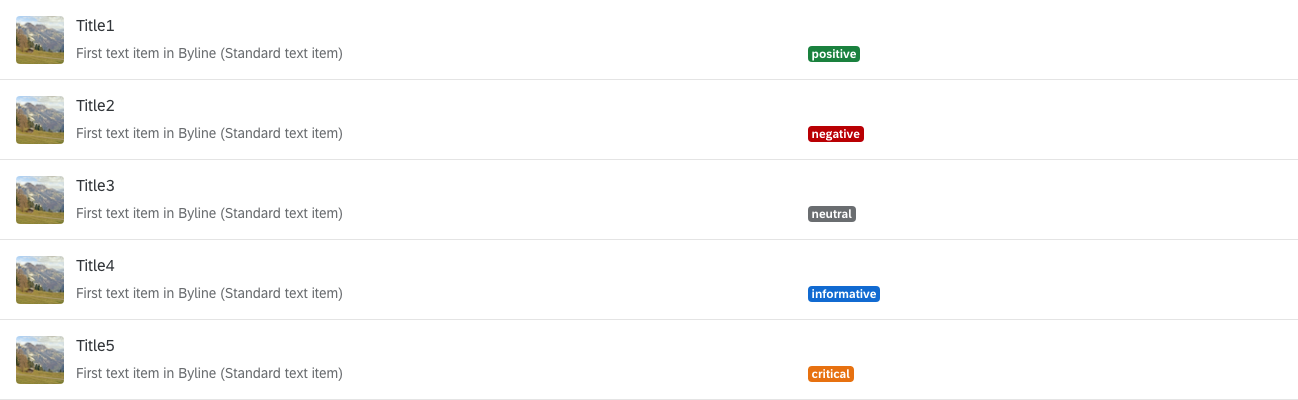 Title1
First text item in Byline (Standard text item)
positive
Title2
First text item in Byline (Standard text item)
negative
Title3
First text item in Byline (Standard text item)
neutral
Title4
First text item in Byline (Standard text item)
informative
Title5
First text item in Byline (Standard text item)
critical